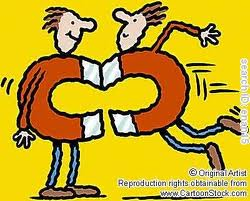 © Original Artist
Reproduction rights obtainable from
www.CartoonStock.com